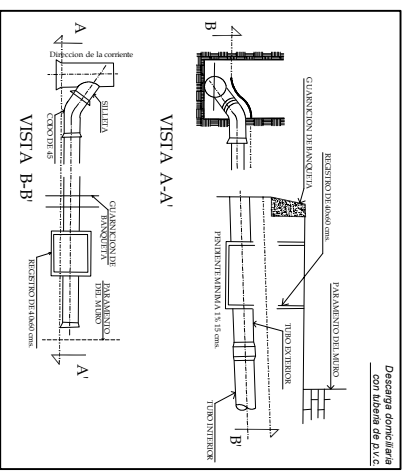 Descarga domiciliaria
con tubería de p.v.c.
B
GUARNICION DE BANQUETA
REGISTRO DE 40x60 cms.
PARAMENTO DEL MURO
TUBO EXTERIOR
PENDIENTE MINIMA 1% 15 cms.
TUBO INTERIOR
B'
VISTA A-A'
A
Direccion de la corriente
SILLETA
CODO DE 45
GUARNICION DE
BANQUETA
PARAMENTO
DEL MURO
REGISTRO DE 40x60 cms.
A'
VISTA B-B'